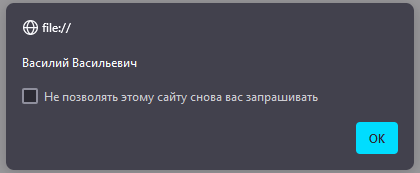 file://
Василий Васильевич
Не позволять этому сайту снова вас запрашивать
OK